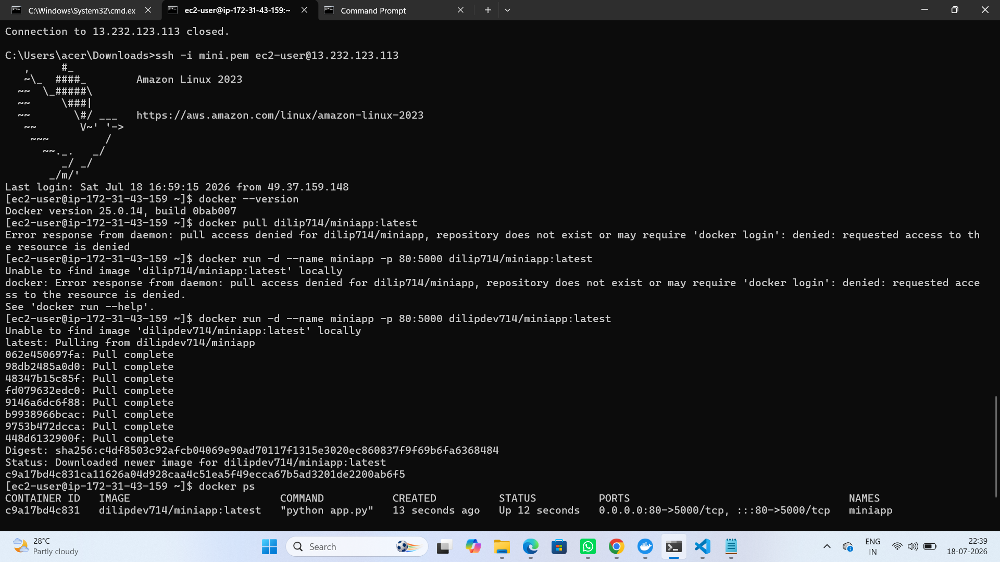 C:\Windows\System32\cmd.ex
ec2-user@ip-172-31-43-159:~
Command Prompt
Connection to 13.232.123.113 closed.
C:\Users\acer\Downloads>ssh -i mini.pem ec2-user@13.232.123.113
   ,     #_
   ~\_  ####_        Amazon Linux 2023
  ~~  \_#####\
  ~~     \###|
  ~~       \#/ ___   https://aws.amazon.com/linux/amazon-linux-2023
   ~~       V~' '->
    ~~~         /
      ~~._.   _/
         _/ _/
       _/m/'
Last login: Sat Jul 18 16:59:15 2026 from 49.37.159.148
[ec2-user@ip-172-31-43-159 ~]$ docker --version
Docker version 25.0.14, build 0bab007
[ec2-user@ip-172-31-43-159 ~]$ docker pull dilip714/miniapp:latest
Error response from daemon: pull access denied for dilip714/miniapp, repository does not exist or may require 'docker login': denied: requested access to th
e resource is denied
[ec2-user@ip-172-31-43-159 ~]$ docker run -d --name miniapp -p 80:5000 dilip714/miniapp:latest
Unable to find image 'dilip714/miniapp:latest' locally
docker: Error response from daemon: pull access denied for dilip714/miniapp, repository does not exist or may require 'docker login': denied: requested acce
ss to the resource is denied.
See 'docker run --help'.
[ec2-user@ip-172-31-43-159 ~]$ docker run -d --name miniapp -p 80:5000 dilipdev714/miniapp:latest
Unable to find image 'dilipdev714/miniapp:latest' locally
latest: Pulling from dilipdev714/miniapp
062e450697fa: Pull complete
98db2485a0d0: Pull complete
48347b15c85f: Pull complete
fd079632edc0: Pull complete
9146a6dc6f88: Pull complete
b9938966bcac: Pull complete
9753b472dcca: Pull complete
448d6132900f: Pull complete
Digest: sha256:c4df8503c92afcb04069e90ad70117f1315e3020ec860837f9f69b6fa6368484
Status: Downloaded newer image for dilipdev714/miniapp:latest
c9a17bd4c831ca11626a04d928caa4c51ea5f49ecca67b5ad3201de2200ab6f5
[ec2-user@ip-172-31-43-159 ~]$ docker ps
CONTAINER ID   IMAGE                        COMMAND           CREATED          STATUS          PORTS                                   NAMES
c9a17bd4c831   dilipdev714/miniapp:latest   "python app.py"   13 seconds ago   Up 12 seconds   0.0.0.0:80->5000/tcp, :::80->5000/tcp   miniapp
28°C
Partly cloudy
Search
ENG
IN
22:39
18-07-2026